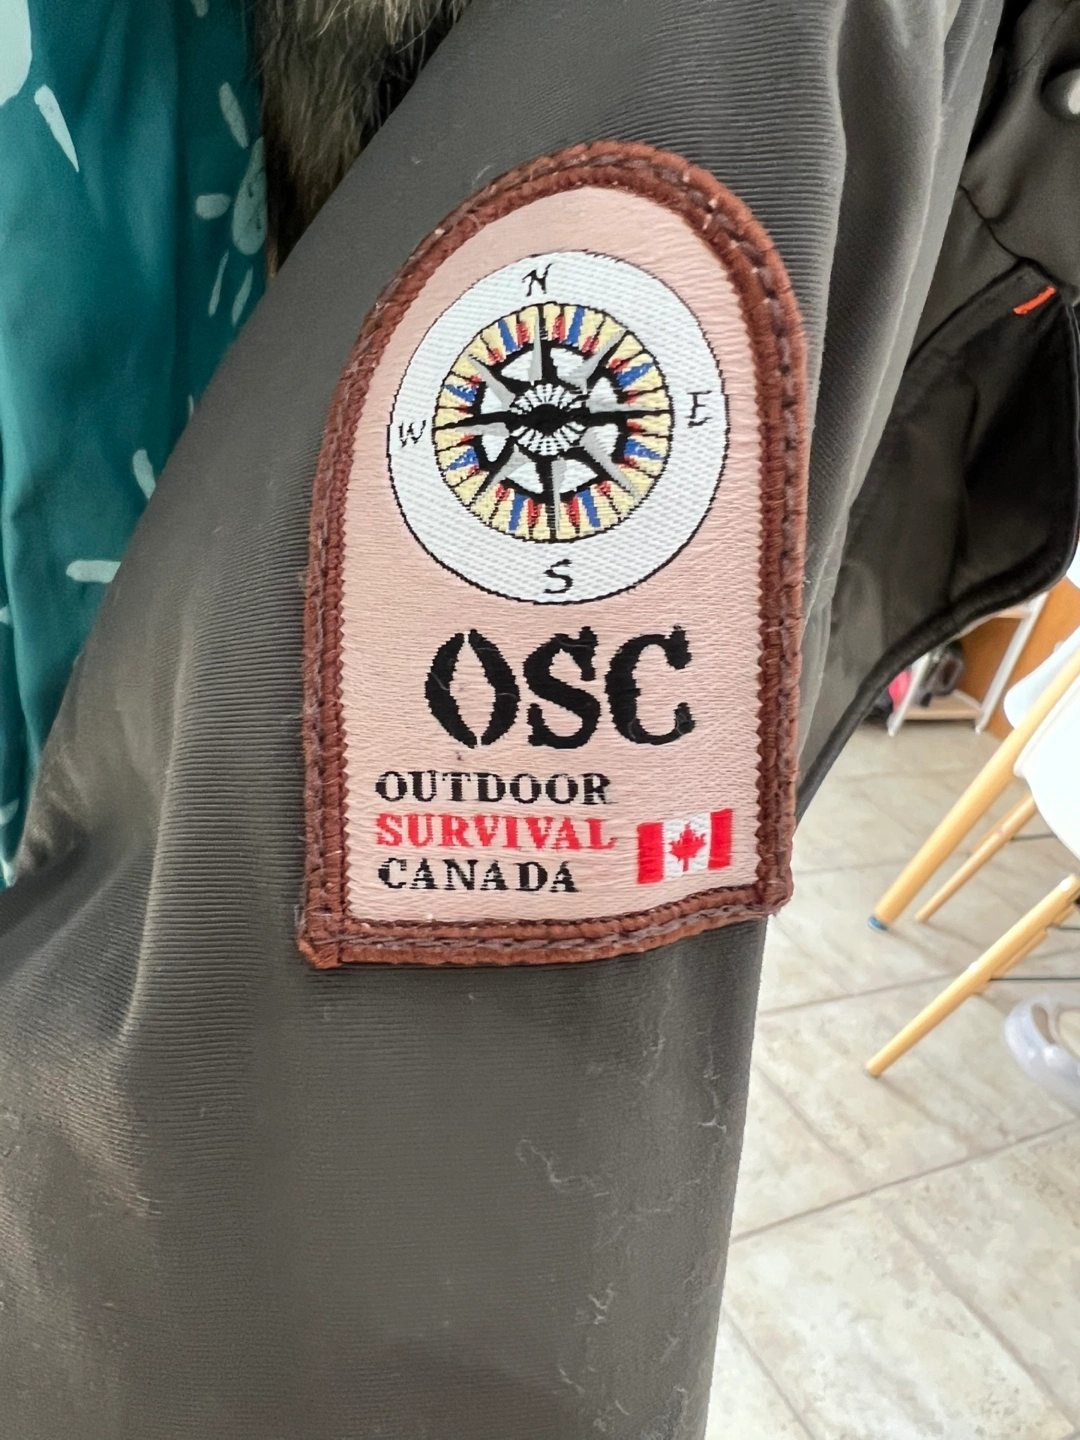 N
W E
S
OSC
OUTDOOR
SURVIVAL
CANADA